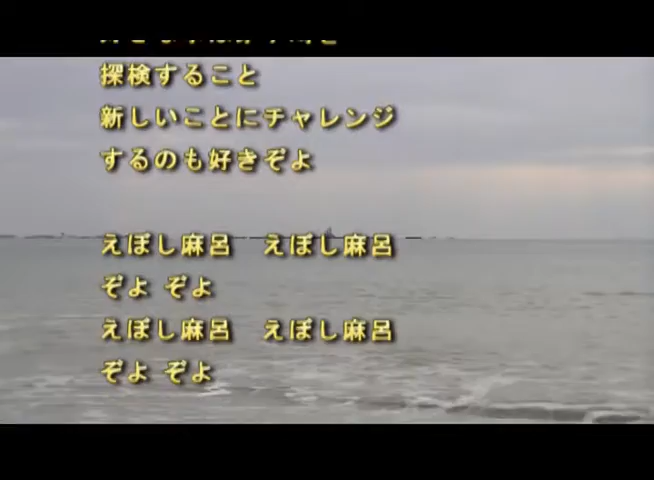 探検すること
新しいことにチャレンジ
するのも好きぞよ
えぼし麻呂　えぼし麻呂
ぞよ ぞよ
えぼし麻呂　えぼし麻呂
ぞよ ぞよ